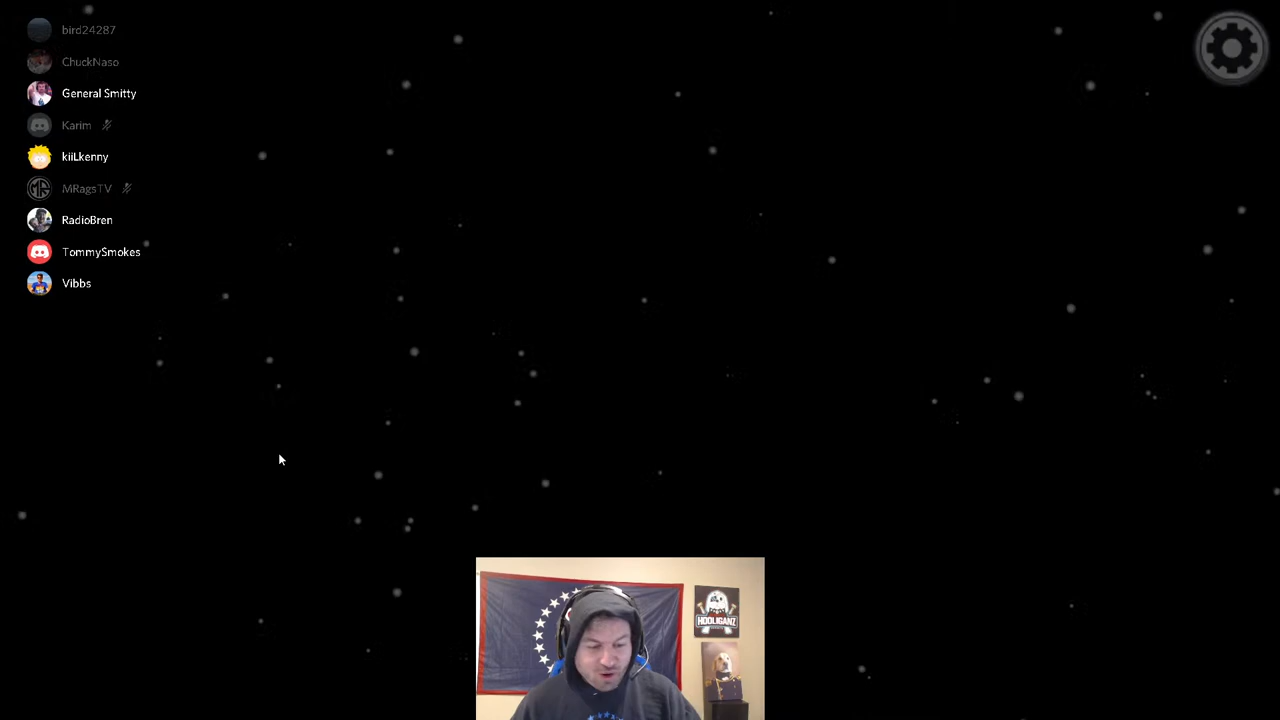 bird24287
ChuckNaso
General Smitty
Karim
kiiLkenny
MRagsTV
RadioBren
TommySmokes
Vibbs
HOOLIGANZ